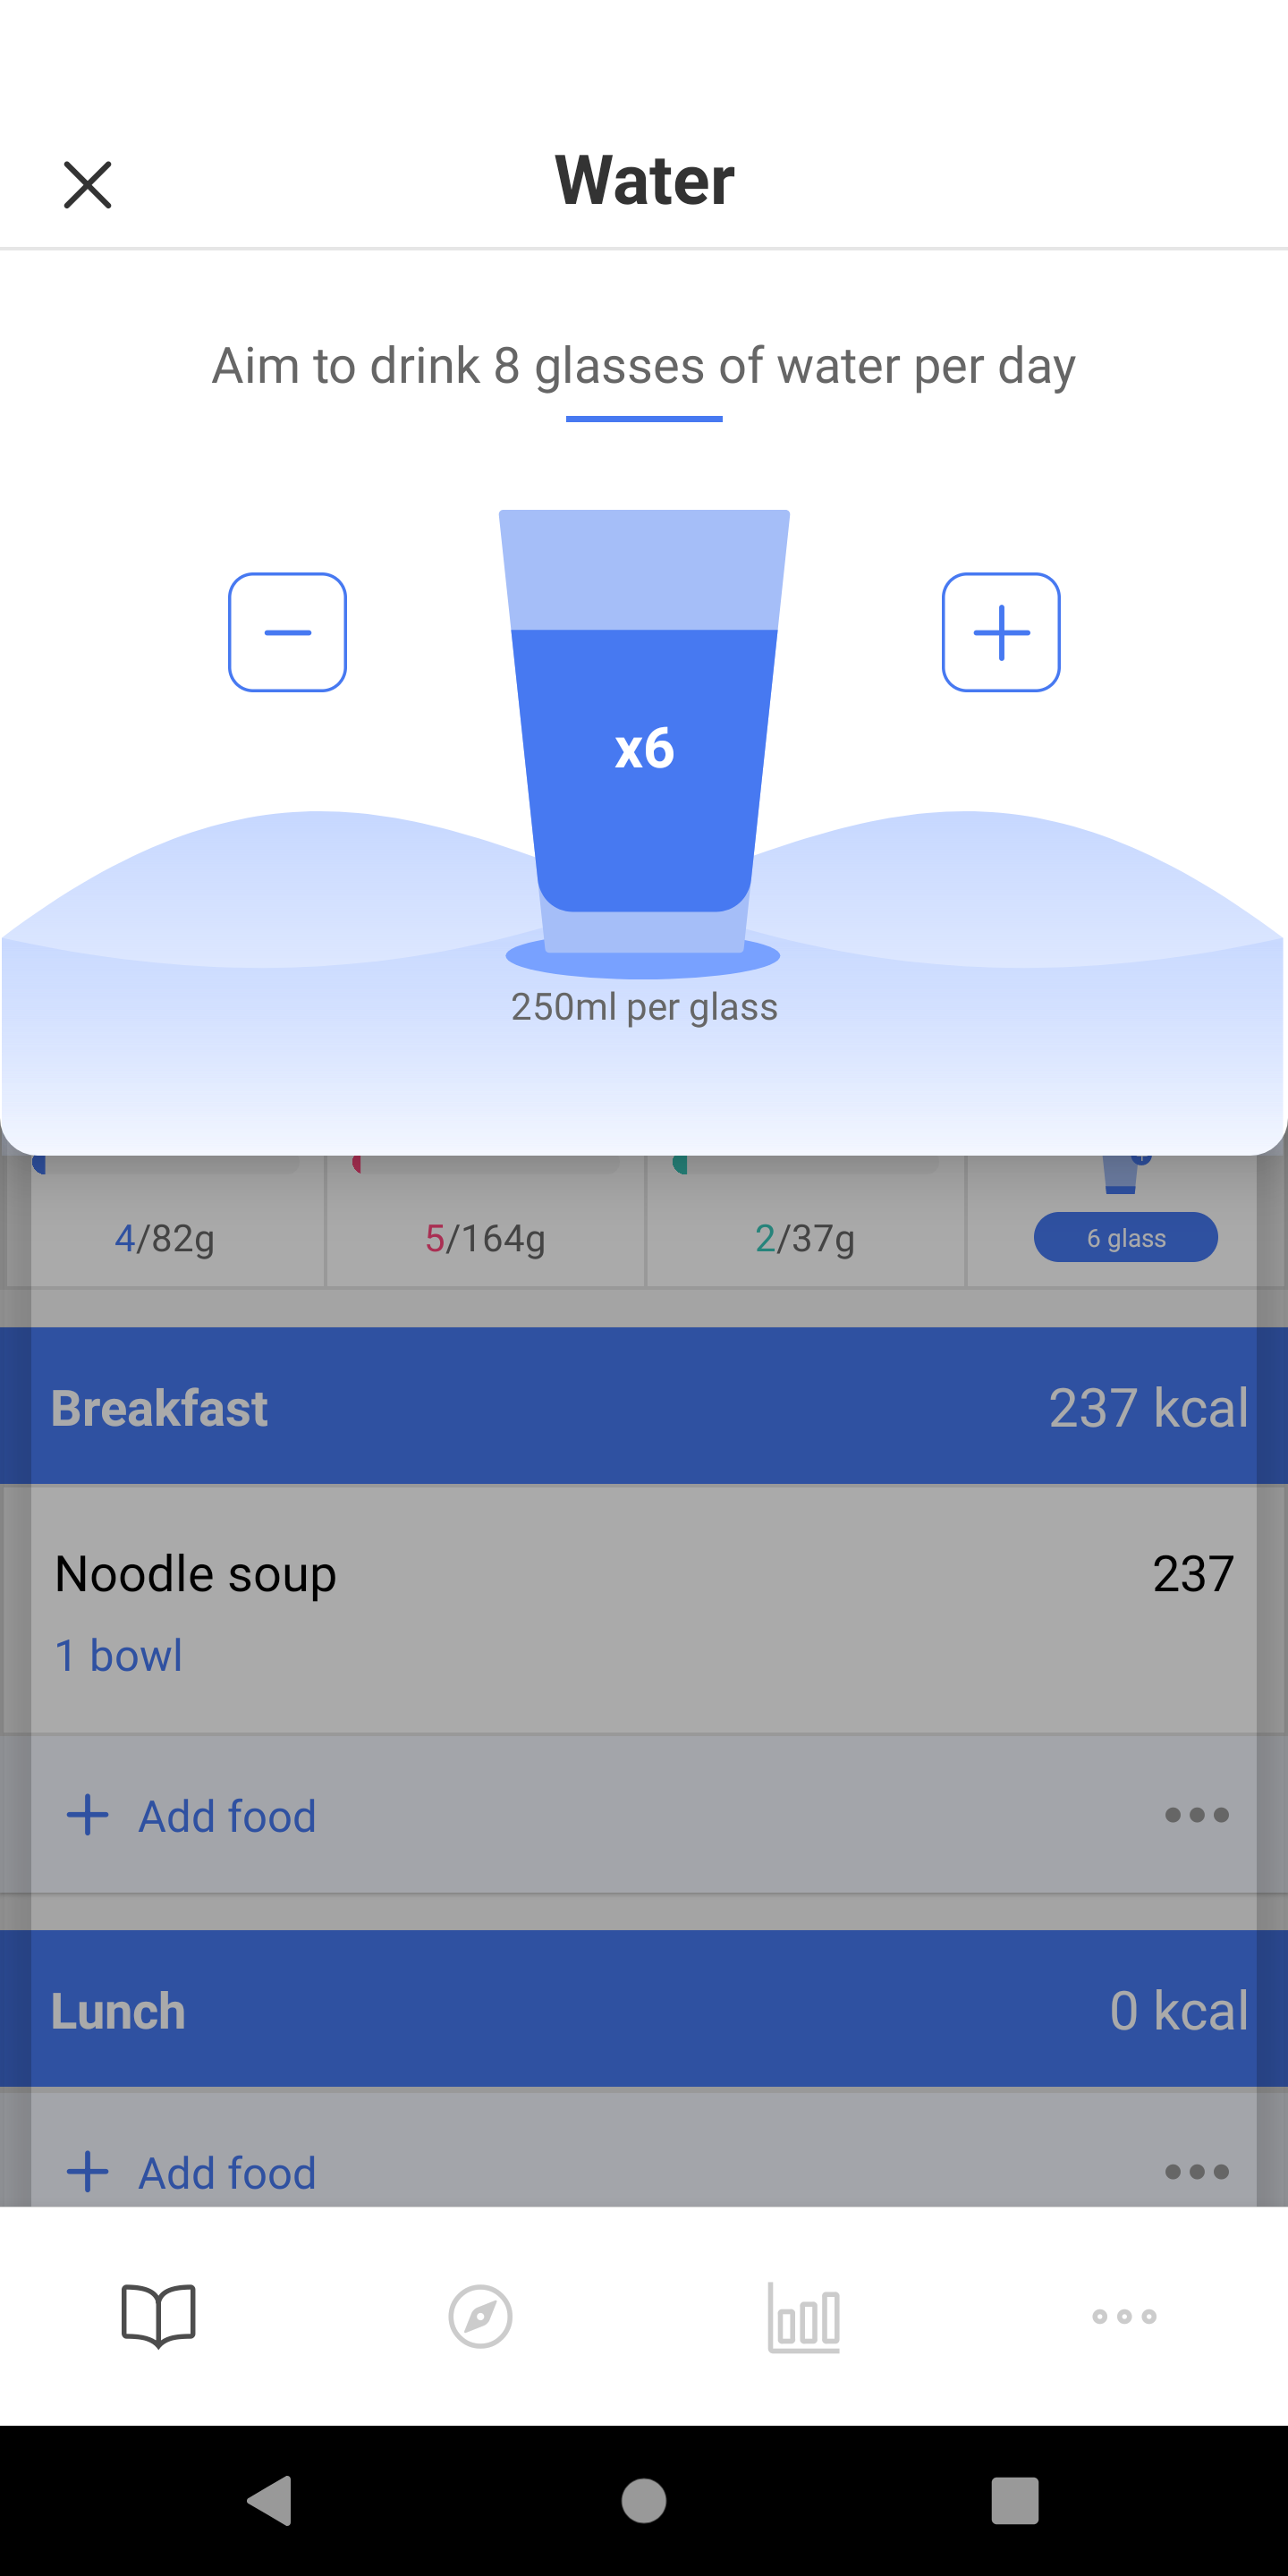 Water
Aim to drink 8 glasses of water per day
x6
250ml per glass
4/82g
5/164g
2/37g
6 glass
Breakfast
237 kcal
Noodle soup
237
1 bowl
Add food
Lunch
0 kcal
Add food